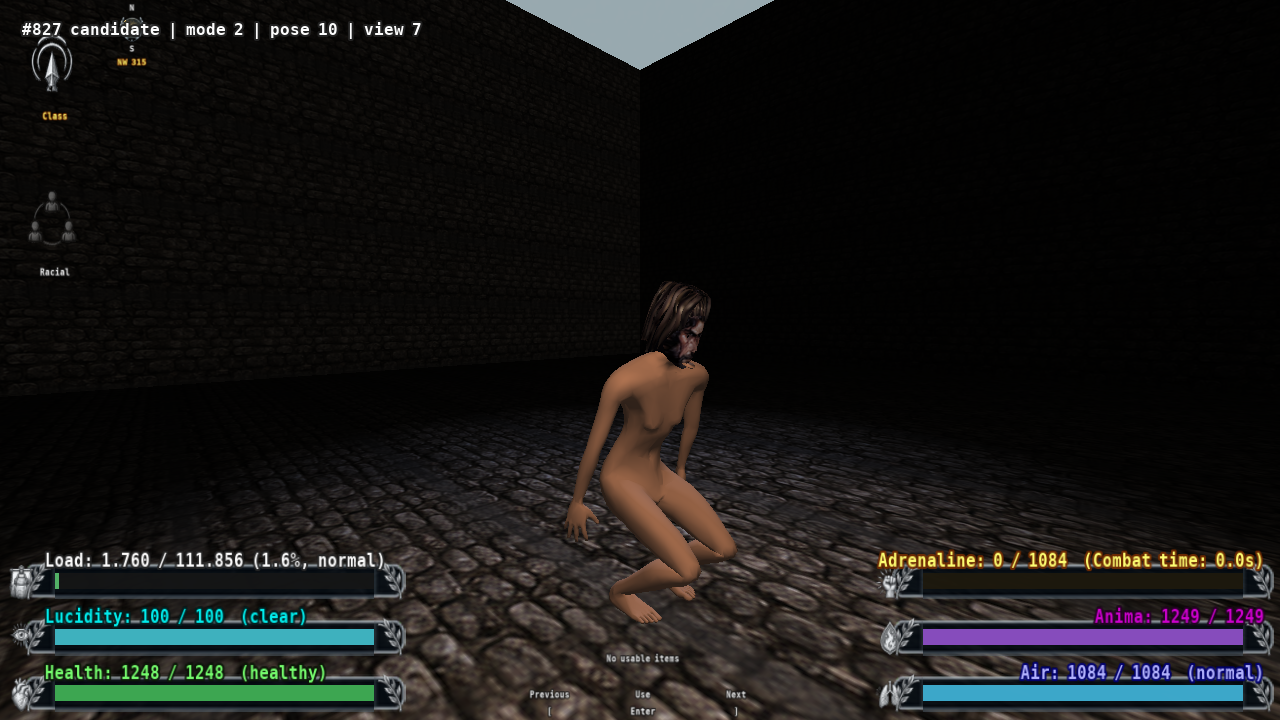 #827 candidate | mode 2 | pose 10 | view 7
N
S
NW 315
Class
Racial
Load: 1.760 / 111.856 (1.6%, normal)
Lucidity: 100 / 100 (clear)
Health: 1248 / 1248 (healthy)
Adrenaline: 0 / 1084 (Combat time: 0.0s)
Anima: 1249 / 1249
Air: 1084 / 1084 (normal)
No usable items
Previous Use Next
[ Enter ]